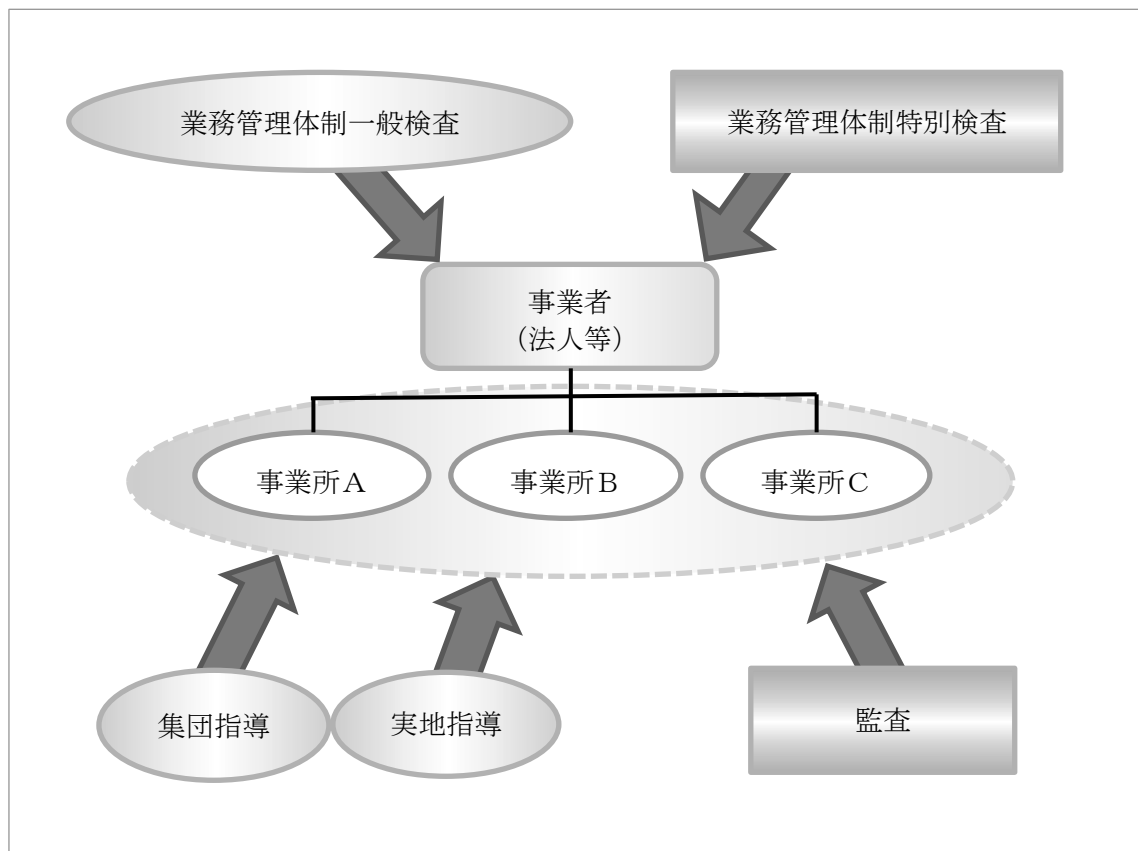 業務管理体制一般検査
業務管理体制特別検査
事業者
（法人等）
事業所Ａ
事業所Ｂ
事業所Ｃ
集団指導
実地指導
監査